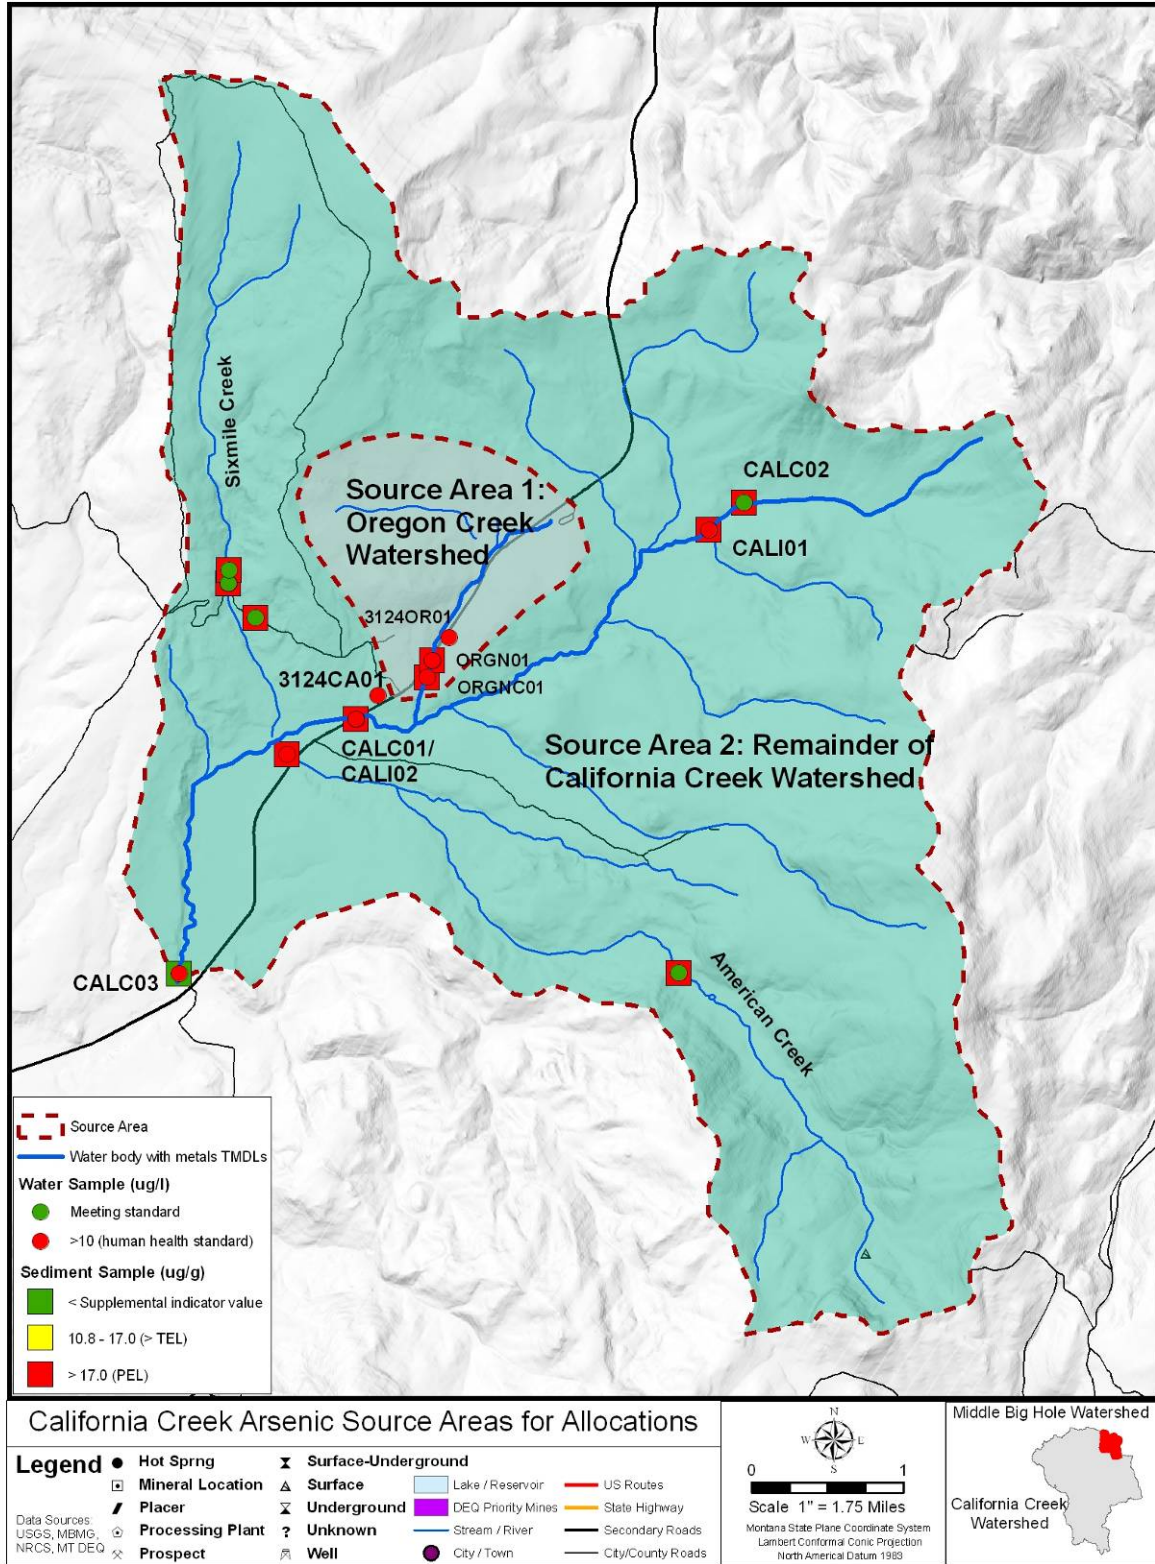 Sixmile Creek
Source Area 1:
Oregon Creek
Watershed
CALC02
CALI01
3124OR01
ORGN01
ORGNC01
3124CA01
CALC01/
CALI02
Source Area 2: Remainder of
California Creek Watershed
CALC03
American Creek
Source Area
Water body with metals TMDLs
Water Sample (ug/l)
Meeting standard
>10 (human health standard)
Sediment Sample (ug/g)
< Supplemental indicator value
10.8 - 17.0 (> TEL)
> 17.0 (PEL)
California Creek Arsenic Source Areas for Allocations
Legend
Data Sources:
USGS, MBMG,
NRCS, MT DEQ
Hot Sprng
Mineral Location
Placer
Processing Plant
Prospect
Surface-Underground
Surface
Underground
? Unknown
Well
Lake / Reservoir
DEQ Priority Mines
Stream / River
City / Town
US Routes
State Highway
Secondary Roads
City/County Roads
N
W E
S
0 1
Scale 1" = 1.75 Miles
Montana State Plane Coordinate System
Lambert Conformal Conic Projection
North Americal Datum 1983
Middle Big Hole Watershed
California Creek
Watershed